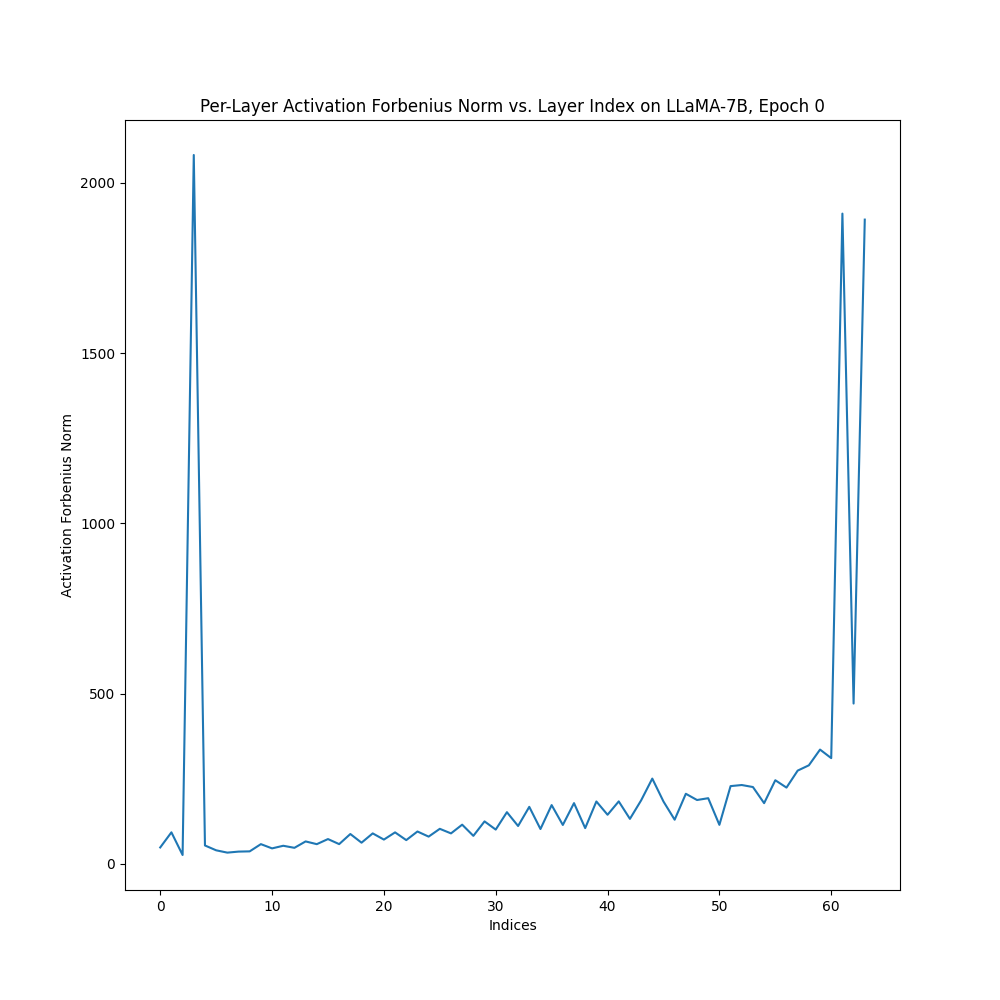 Per-Layer Activation Forbenius Norm vs. Layer Index on LLaMA-7B, Epoch 0
2000
1500
1000
500
0
Activation Forbenius Norm
0 10 20 30 40 50 60
Indices